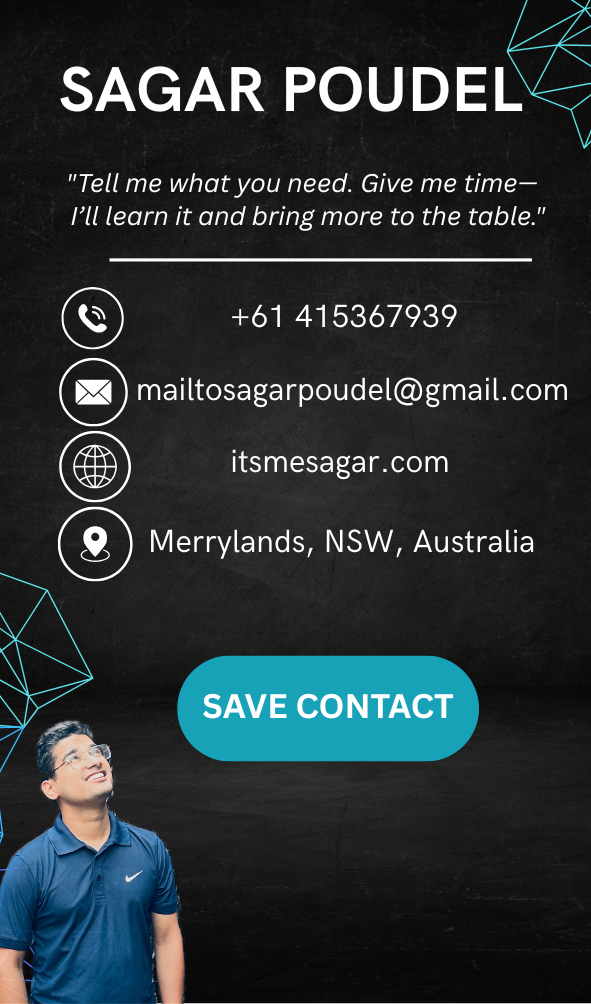 SAGAR POUDEL
"Tell me what you need. Give me time—
I’ll learn it and bring more to the table."
+61 415367939
mailtosagarpoudel@gmail.com
itsmesagar.com
Merrylands, NSW, Australia
SAVE CONTACT